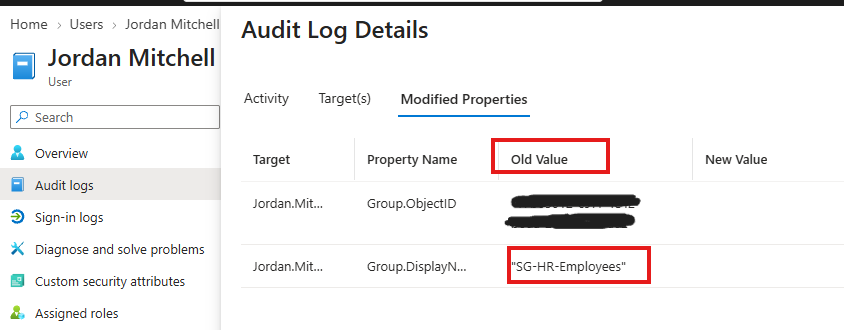 Home > Users > Jordan Mitchell
Jordan Mitchell
User
Search
Overview
Audit logs
Sign-in logs
Diagnose and solve problems
Custom security attributes
Assigned roles
Audit Log Details
Activity Target(s) Modified Properties
Target Property Name Old Value New Value
Jordan.Mit... Group.ObjectID
Jordan.Mit... Group.DisplayN... "SG-HR-Employees"